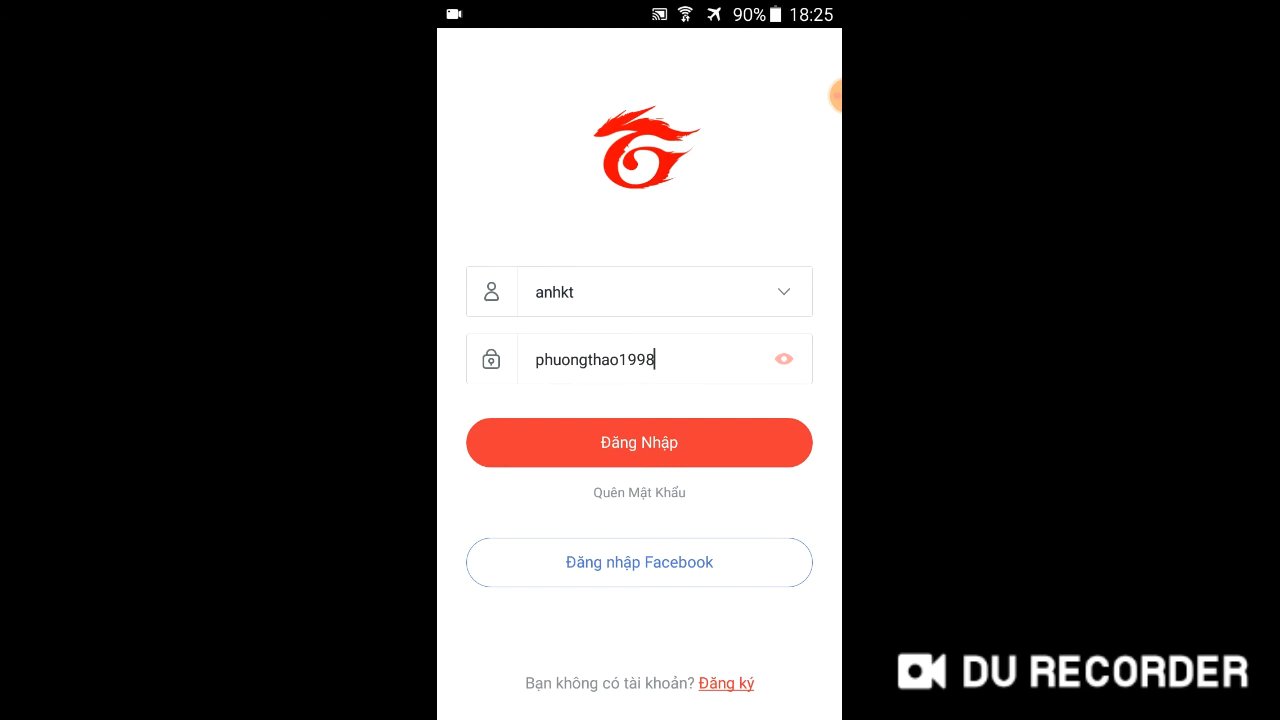 90% 18:25
anhkt
phuongthao1998
Đăng Nhập
Quên Mật Khẩu
Đăng nhập Facebook
Bạn không có tài khoản? Đăng ký
DU RECORDER